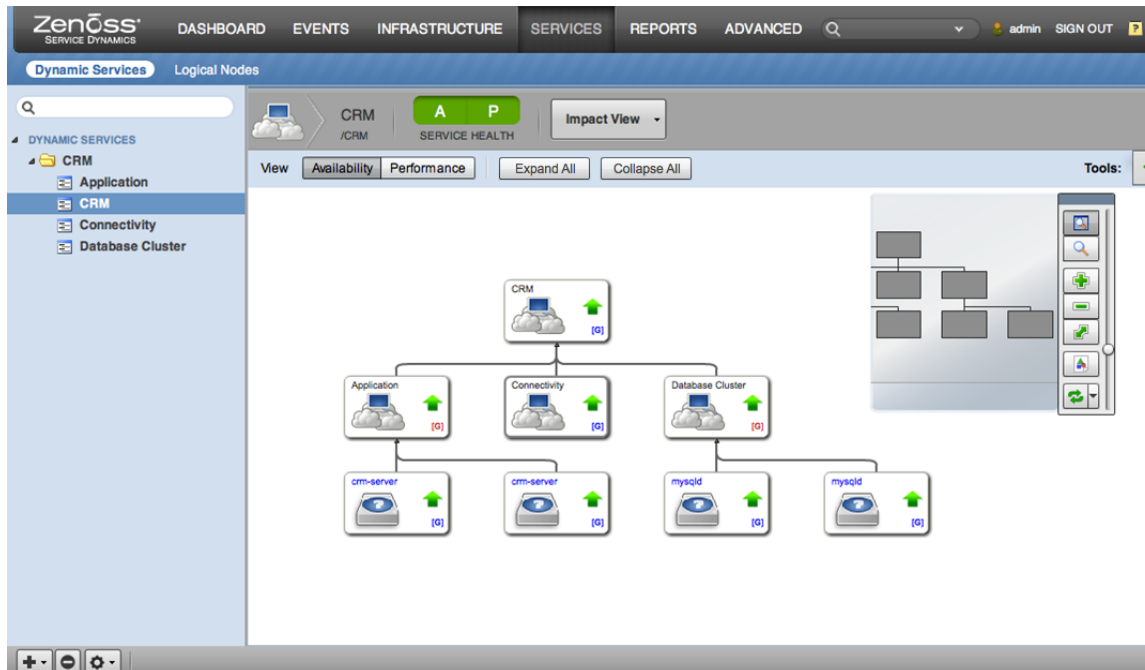 Zenōss
SERVICE DYNAMICS
DASHBOARD EVENTS INFRASTRUCTURE SERVICES REPORTS ADVANCED admin SIGN OUT ?
Dynamic Services Logical Nodes
CRM
/CRM
A P
SERVICE HEALTH
Impact View
DYNAMIC SERVICES
CRM
Application
CRM
Connectivity
Database Cluster
View Availability Performance Expand All Collapse All Tools:
CRM
[G]
Application Connectivity Database Cluster
[G] [G] [G]
crm-server crm-server mysqld mysqld
[G] [G] [G] [G]